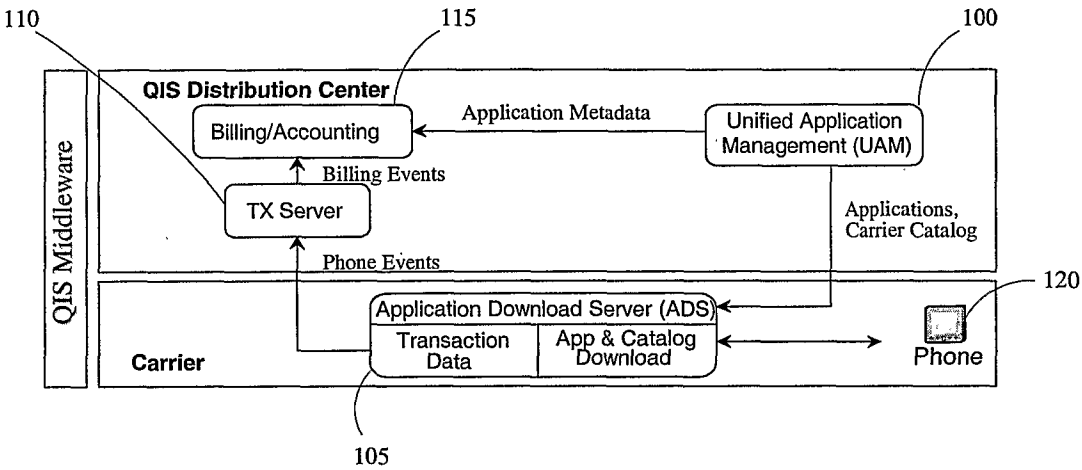 110
115
100
QIS Distribution Center
Billing/Accounting
Application Metadata
Unified Application
Management (UAM)
Billing Events
TX Server
Applications,
Carrier Catalog
Phone Events
QIS Middleware
120
Application Download Server (ADS)
Transaction
Data
App & Catalog
Download
Phone
Carrier
105